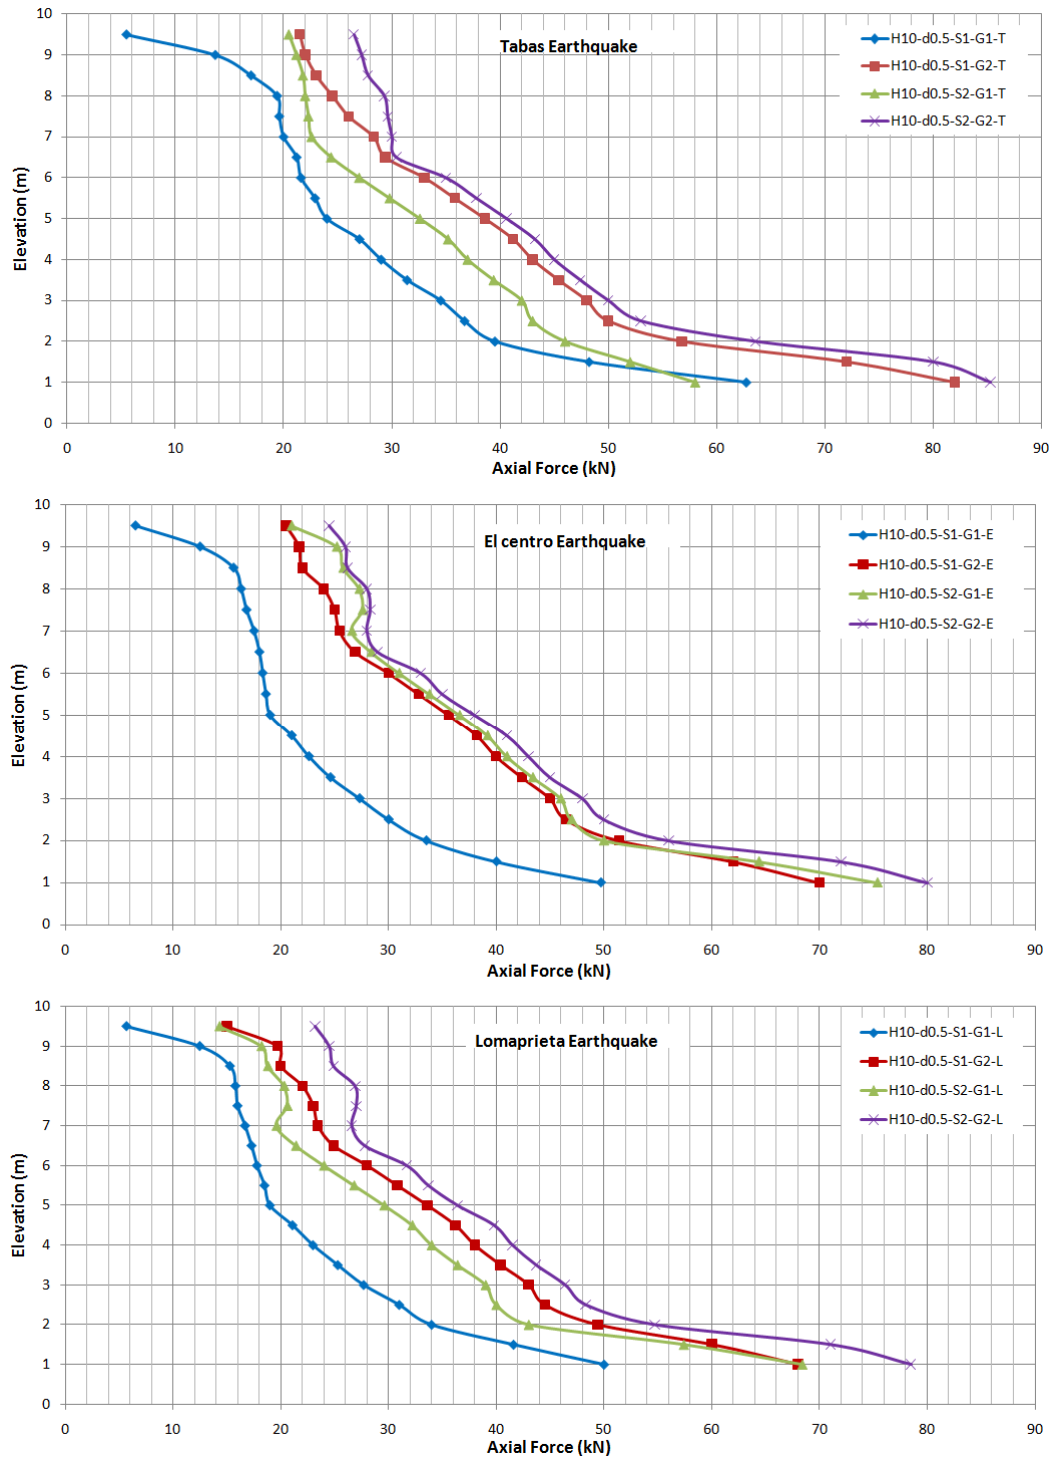 10
9
8
7
6
5
4
3
2
1
0
Elevation (m)
Tabas Earthquake
H10-d0.5-S1-G1-T
H10-d0.5-S1-G2-T
H10-d0.5-S2-G1-T
H10-d0.5-S2-G2-T
0 10 20 30 40 50 60 70 80 90
Axial Force (kN)
10
9
8
7
6
5
4
3
2
1
0
Elevation (m)
El centro Earthquake
H10-d0.5-S1-G1-E
H10-d0.5-S1-G2-E
H10-d0.5-S2-G1-E
H10-d0.5-S2-G2-E
0 10 20 30 40 50 60 70 80 90
Axial Force (kN)
10
9
8
7
6
5
4
3
2
1
0
Elevation (m)
Lomaprieta Earthquake
H10-d0.5-S1-G1-L
H10-d0.5-S1-G2-L
H10-d0.5-S2-G1-L
H10-d0.5-S2-G2-L
0 10 20 30 40 50 60 70 80 90
Axial Force (kN)